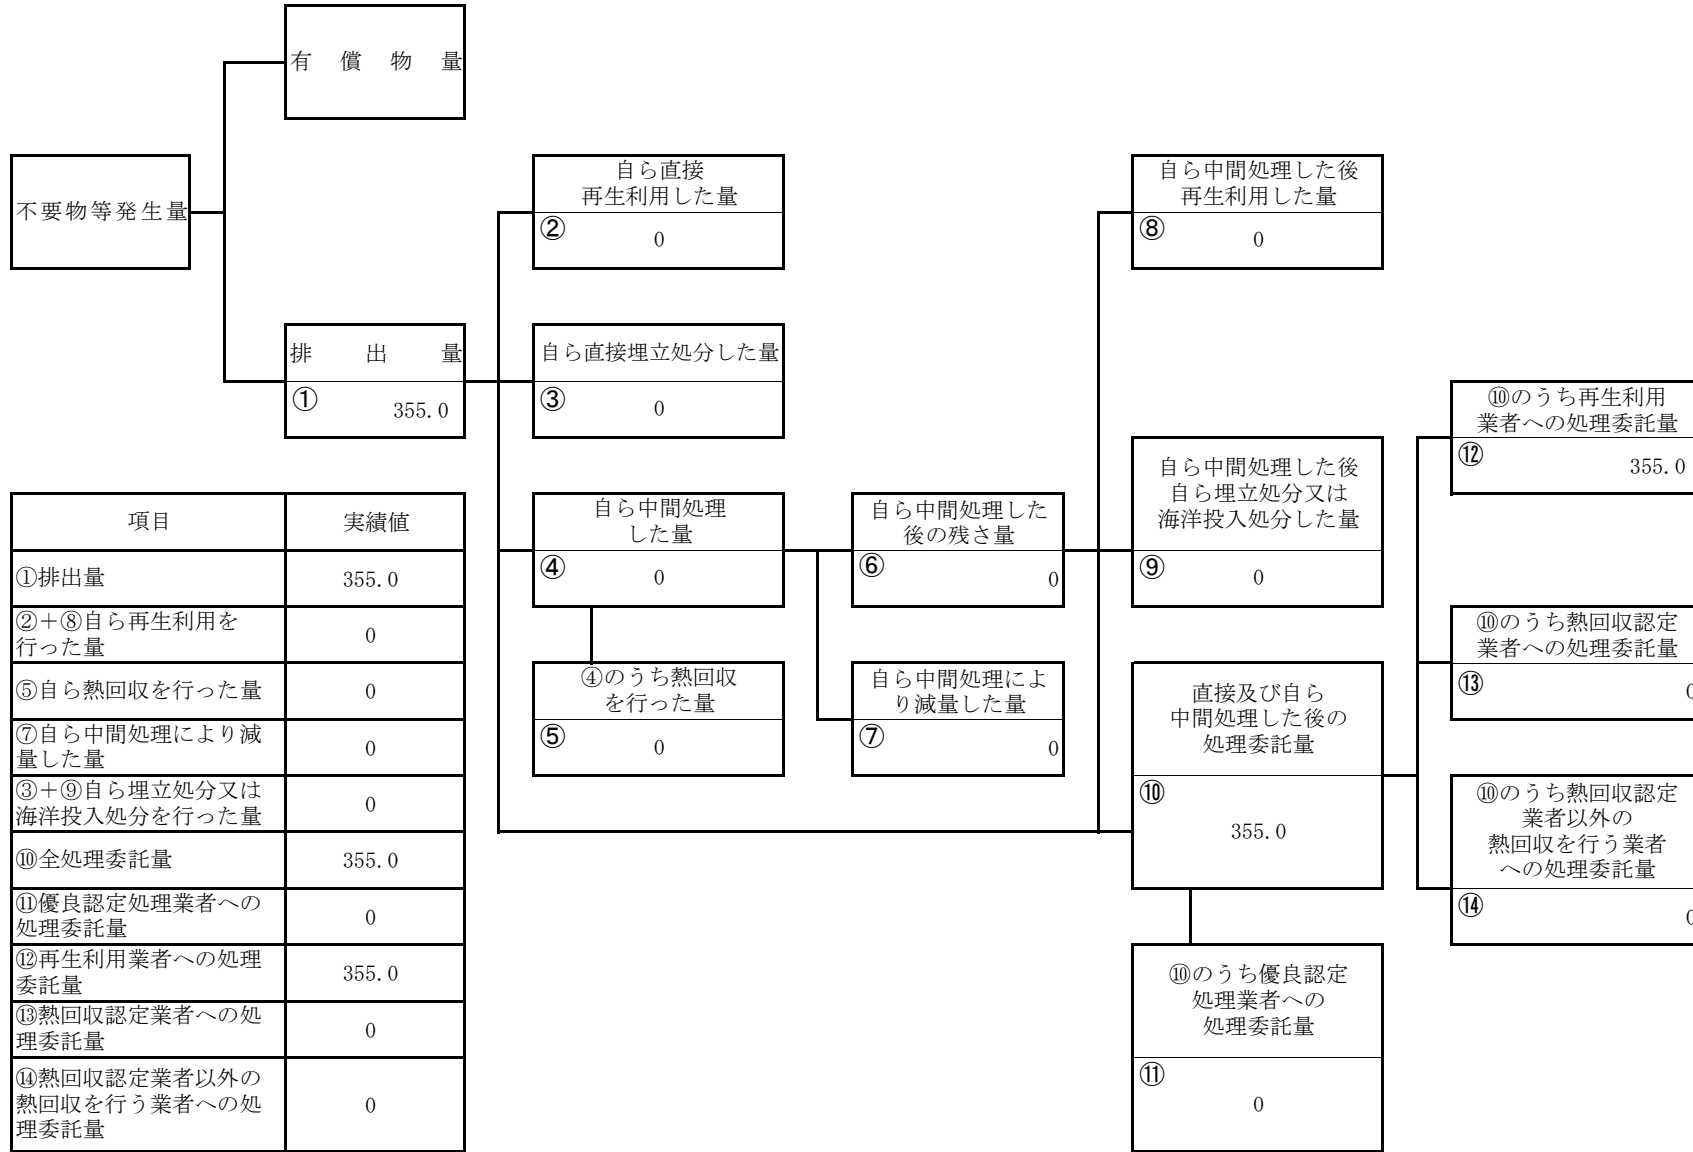 有償物量
不要物等発生量
排出量
①
355.0
自ら直接
再生利用した量
②
0
自ら直接埋立処分した量
③
0
自ら中間処理
した量
④
0
④のうち熱回収
を行った量
⑤
0
自ら中間処理した
後の残さ量
⑥
0
自ら中間処理によ
り減量した量
⑦
0
自ら中間処理した後
再生利用した量
⑧
0
自ら中間処理した後
自ら埋立処分又は
海洋投入処分した量
⑨
0
直接及び自ら
中間処理した後の
処理委託量
⑩
355.0
⑩のうち優良認定
処理業者への
処理委託量
⑪
0
⑩のうち再生利用
業者への処理委託量
⑫
355.0
⑩のうち熱回収認定
業者への処理委託量
⑬
0
⑩のうち熱回収認定
業者以外の
熱回収を行う業者
への処理委託量
⑭
0
項目 実績値
①排出量 355.0
②＋⑧自ら再生利用を
行った量 0
⑤自ら熱回収を行った量 0
⑦自ら中間処理により減
量した量 0
③＋⑨自ら埋立処分又は
海洋投入処分を行った量 0
⑩全処理委託量 355.0
⑪優良認定処理業者への
処理委託量 0
⑫再生利用業者への処理
委託量 355.0
⑬熱回収認定業者への処
理委託量 0
⑭熱回収認定業者以外の
熱回収を行う業者への処
理委託量 0